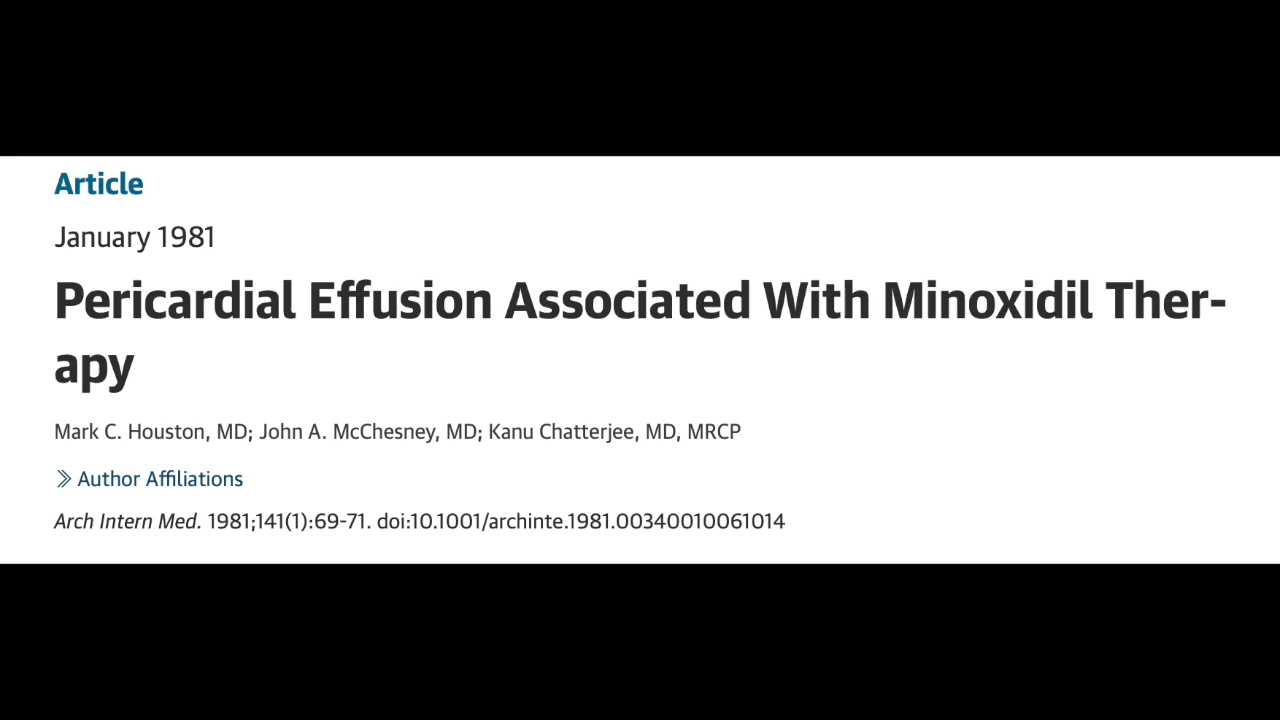 Article
January 1981
Pericardial Effusion Associated With Minoxidil Ther-
apy
Mark C. Houston, MD; John A. McChesney, MD; Kanu Chatterjee, MD, MRCP
Author Affiliations
Arch Intern Med. 1981;141(1):69-71. doi:10.1001/archinte.1981.00340010061014